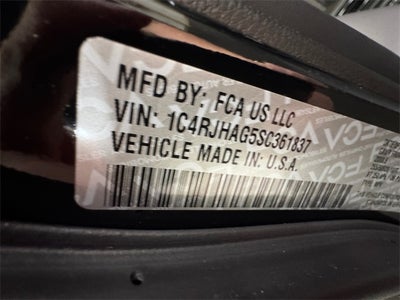 MFD BY: FCA US LLC
VIN: 1C4RJHAG5SC361837
VEHICLE MADE IN: U.S.A.